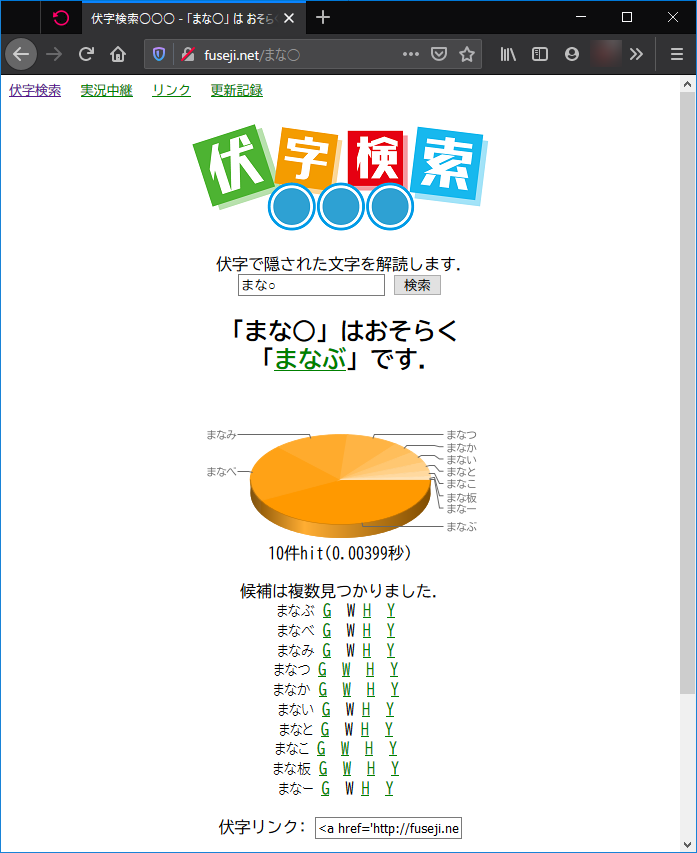 伏字検索〇〇〇 - 「まな〇」は おそらく
fuseji.net/まな〇
伏字検索 実況中継 リンク 更新記録
伏字検索
伏字で隠された文字を解読します.
まな○ 検索
「まな〇」はおそらく
「まなぶ」です.
まなみ
まなべ
まなつ
まなか
まない
まなと
まなこ
まな板
まなー
まなぶ
10件hit(0.00399秒)
候補は複数見つかりました.
まなぶ G W H Y
まなべ G W H Y
まなみ G W H Y
まなつ G W H Y
まなか G W H Y
まない G W H Y
まなと G W H Y
まなこ G W H Y
まな板 G W H Y
まなー G W H Y
伏字リンク: <a href='http://fuseji.ne